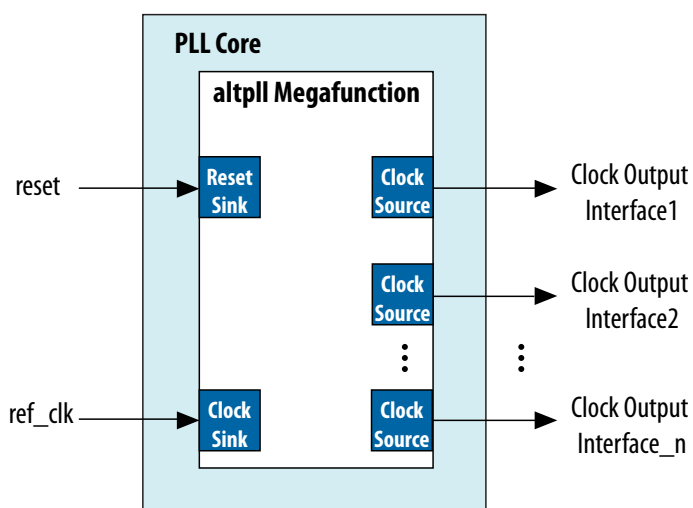 PLL Core
altpll Megafunction
reset
Reset
Sink
Clock
Source
Clock Output
Interface1
Clock
Source
Clock Output
Interface2
ref_clk
Clock
Sink
Clock
Source
Clock Output
Interface_n